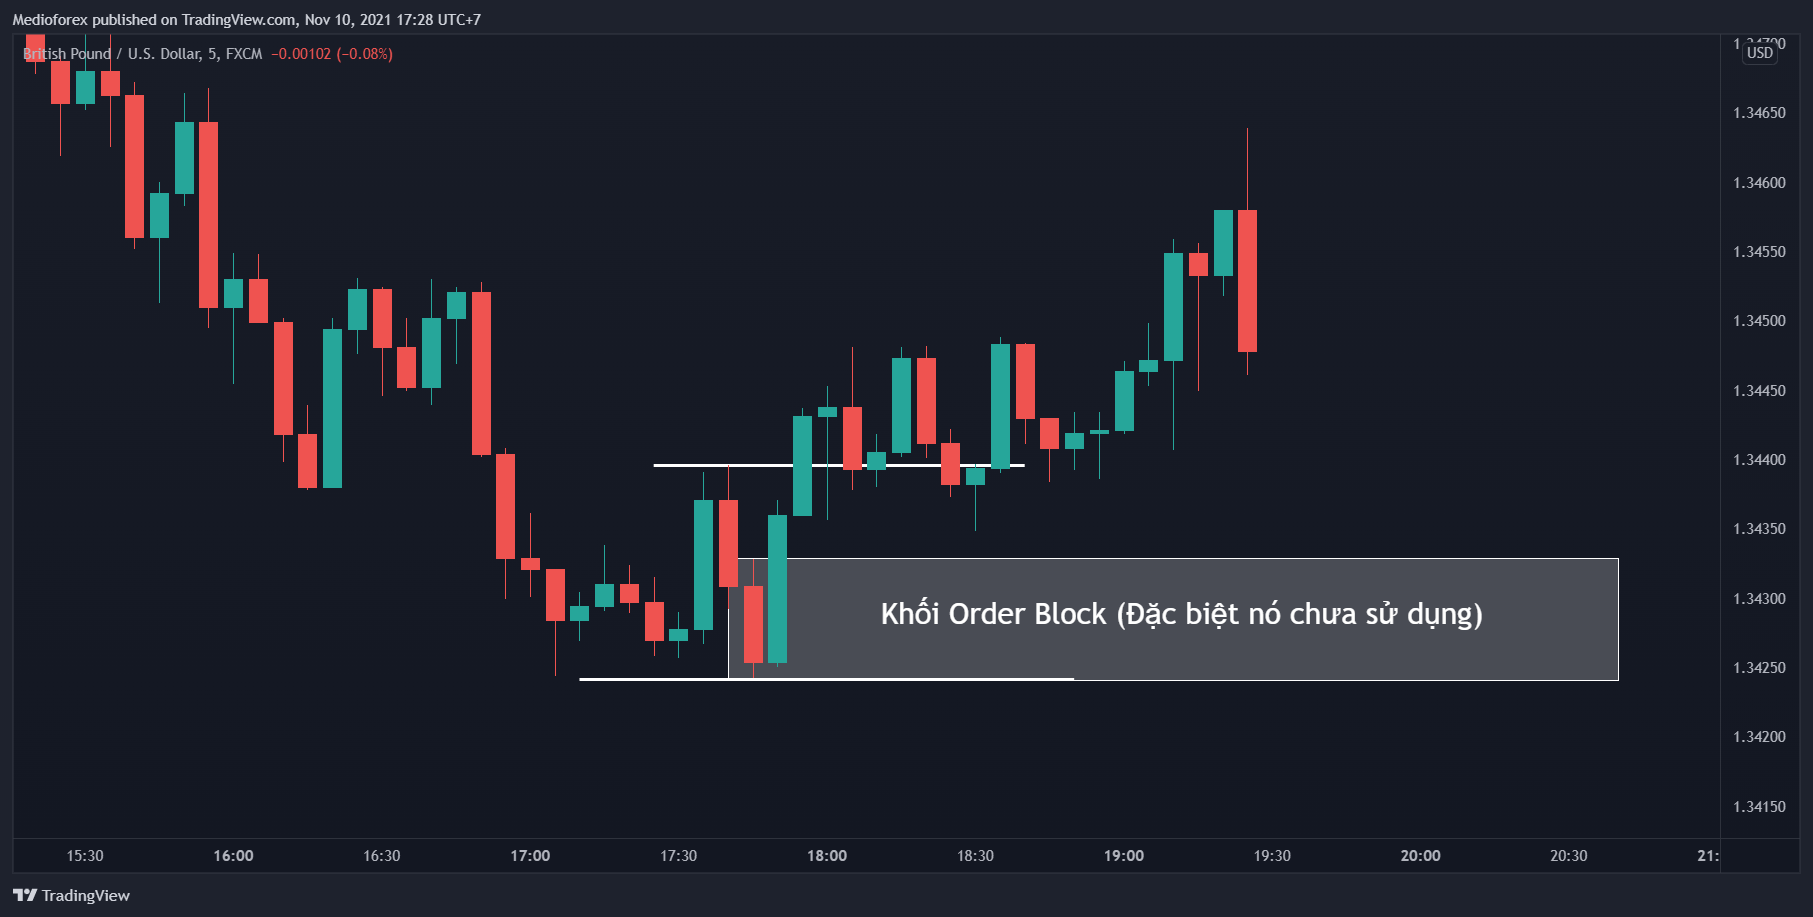 Medioforex published on TradingView.com, Nov 10, 2021 17:28 UTC+7
British Pound / U.S. Dollar, 5, FXCM −0.00102 (−0.08%)
1.34700
USD
1.34650
1.34600
1.34550
1.34500
1.34450
1.34400
1.34350
1.34300
1.34250
1.34200
1.34150
Khối Order Block (Đặc biệt nó chưa sử dụng)
15:30 16:00 16:30 17:00 17:30 18:00 18:30 19:00 19:30 20:00 20:30 21:
TradingView